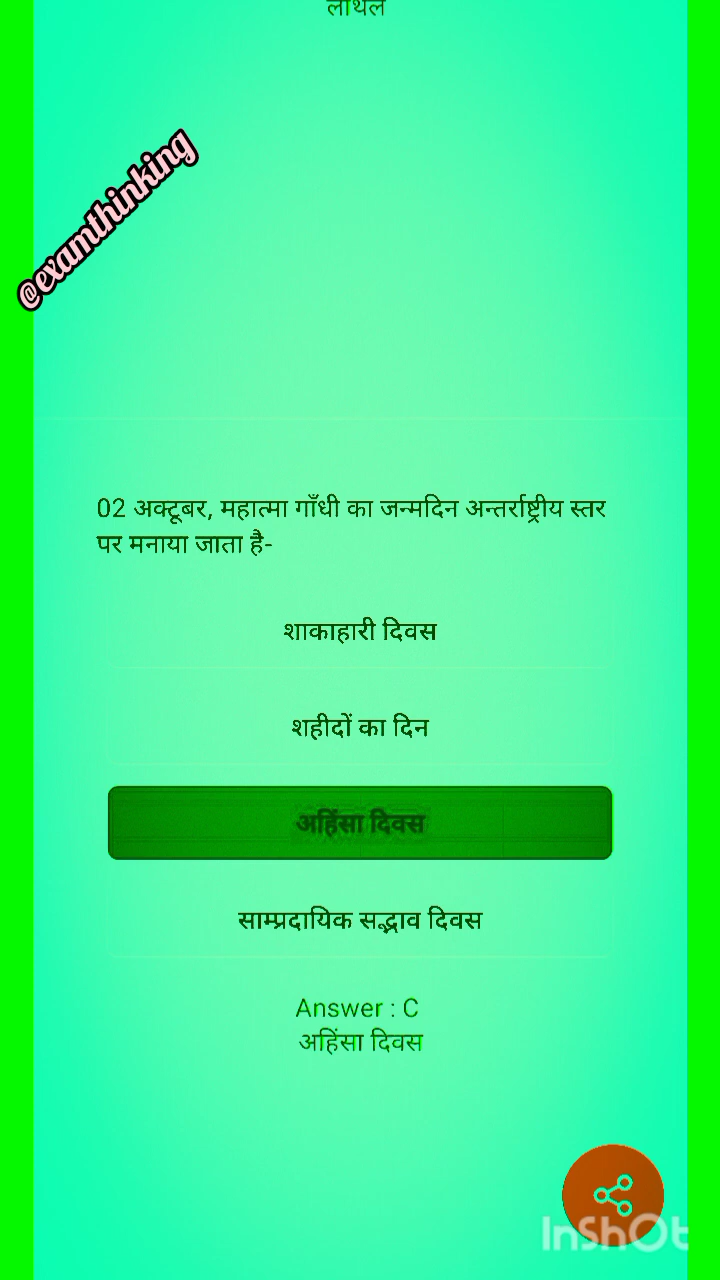 लोथल
@examthinking
02 अक्टूबर, महात्मा गाँधी का जन्मदिन अन्तर्राष्ट्रीय स्तर
पर मनाया जाता है-
शाकाहारी दिवस
शहीदों का दिन
अहिंसा दिवस
साम्प्रदायिक सद्भाव दिवस
Answer : C
अहिंसा दिवस
InShOt